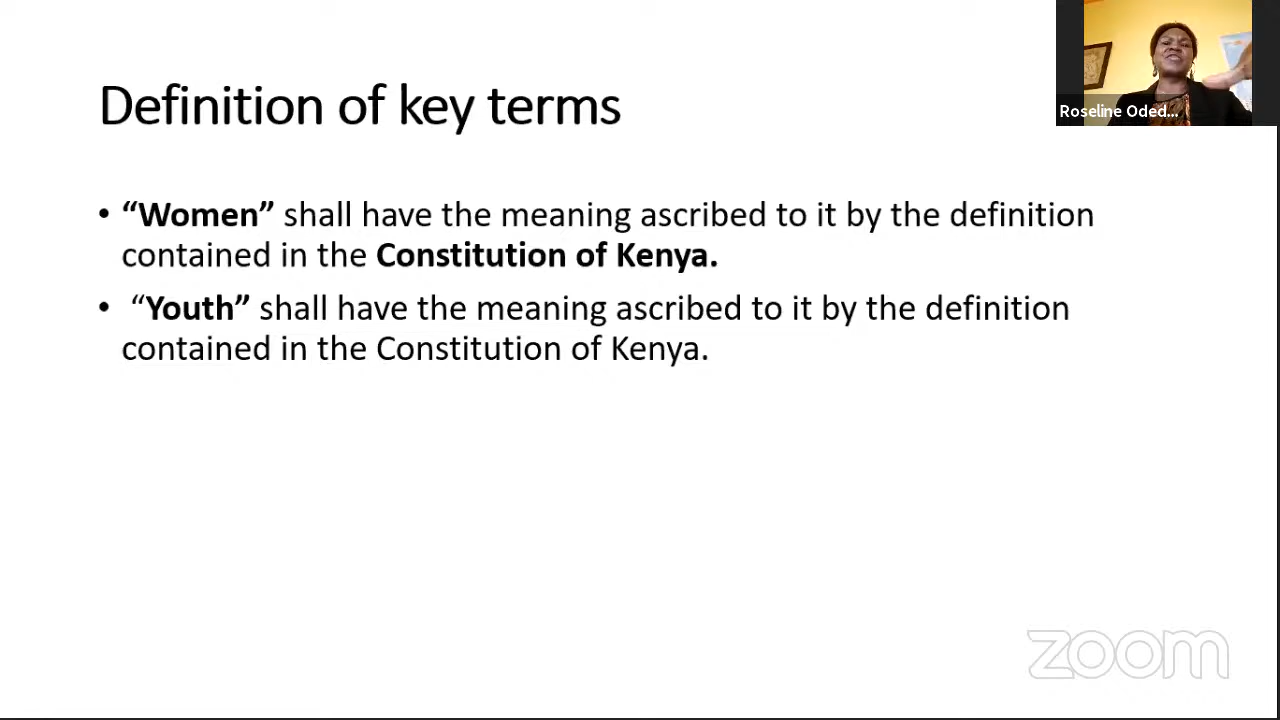 Definition of key terms
Roseline Oded...
• “Women” shall have the meaning ascribed to it by the definition
contained in the Constitution of Kenya.
• “Youth” shall have the meaning ascribed to it by the definition
contained in the Constitution of Kenya.
zoom